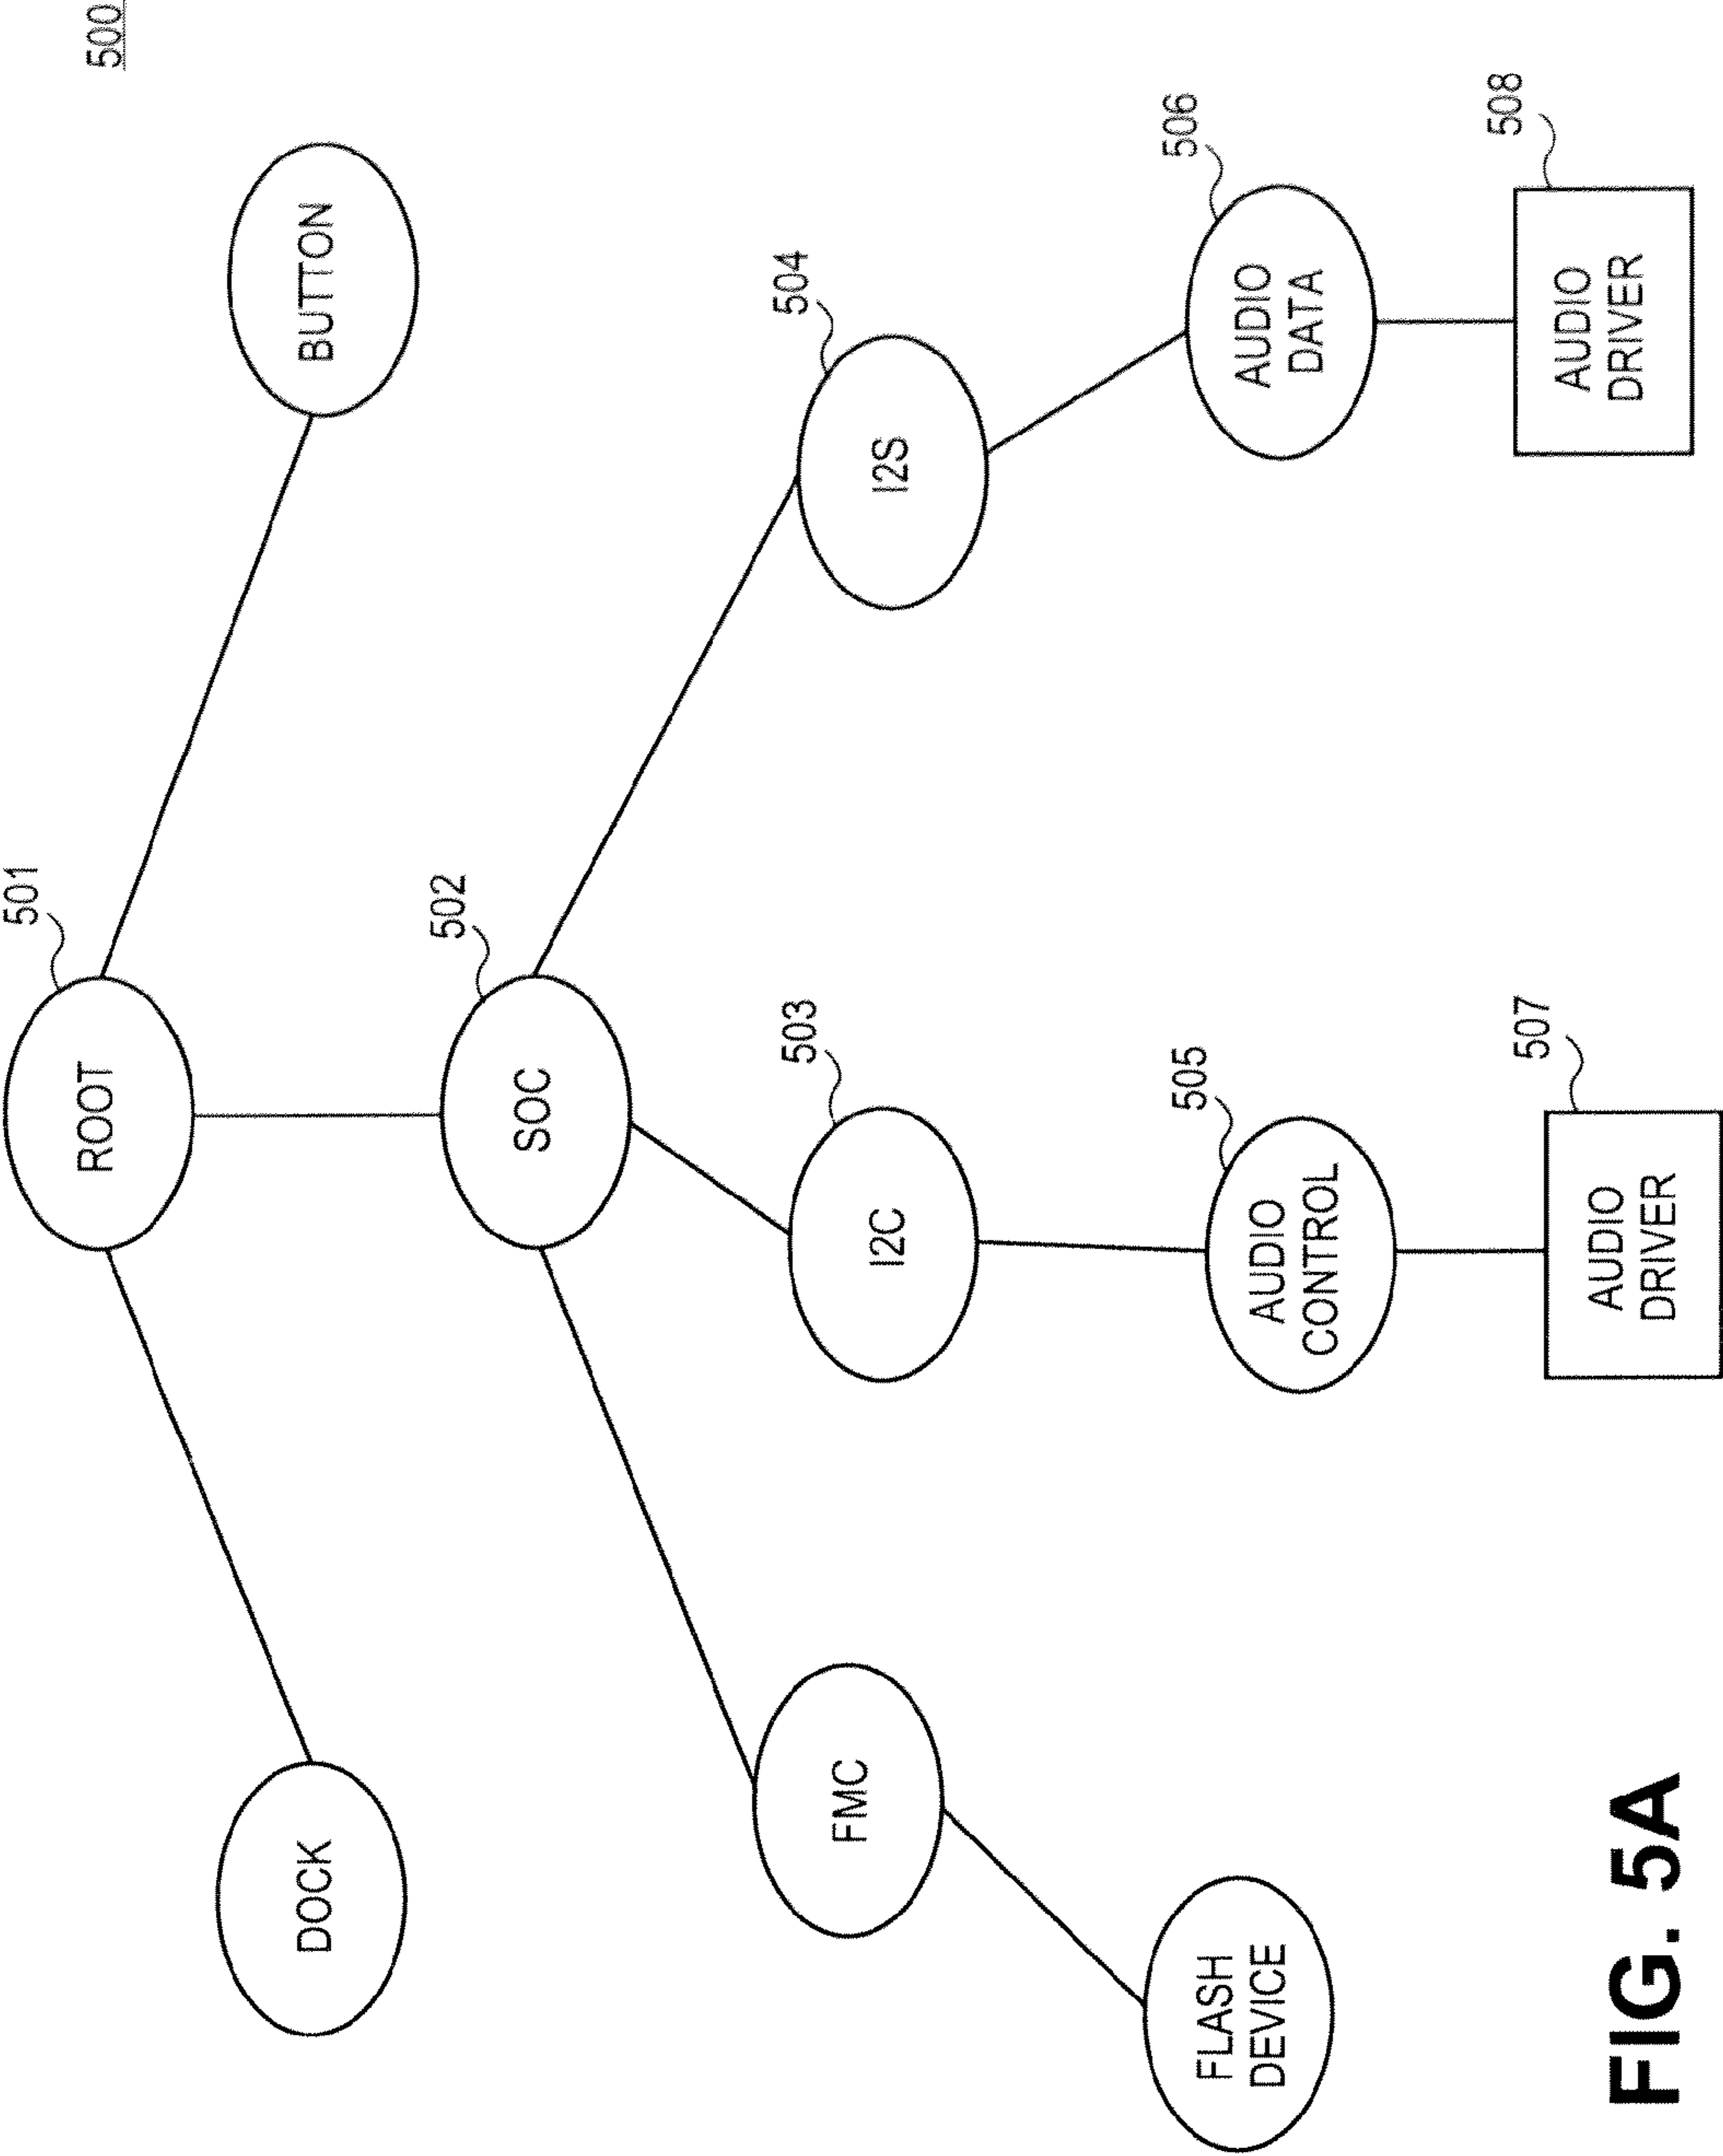 500
501
ROOT
DOCK
BUTTON
502
SOC
503
504
FMC
I2C
I2S
505
506
FLASH
DEVICE
AUDIO
CONTROL
AUDIO
DATA
507
508
AUDIO
DRIVER
AUDIO
DRIVER
FIG. 5A